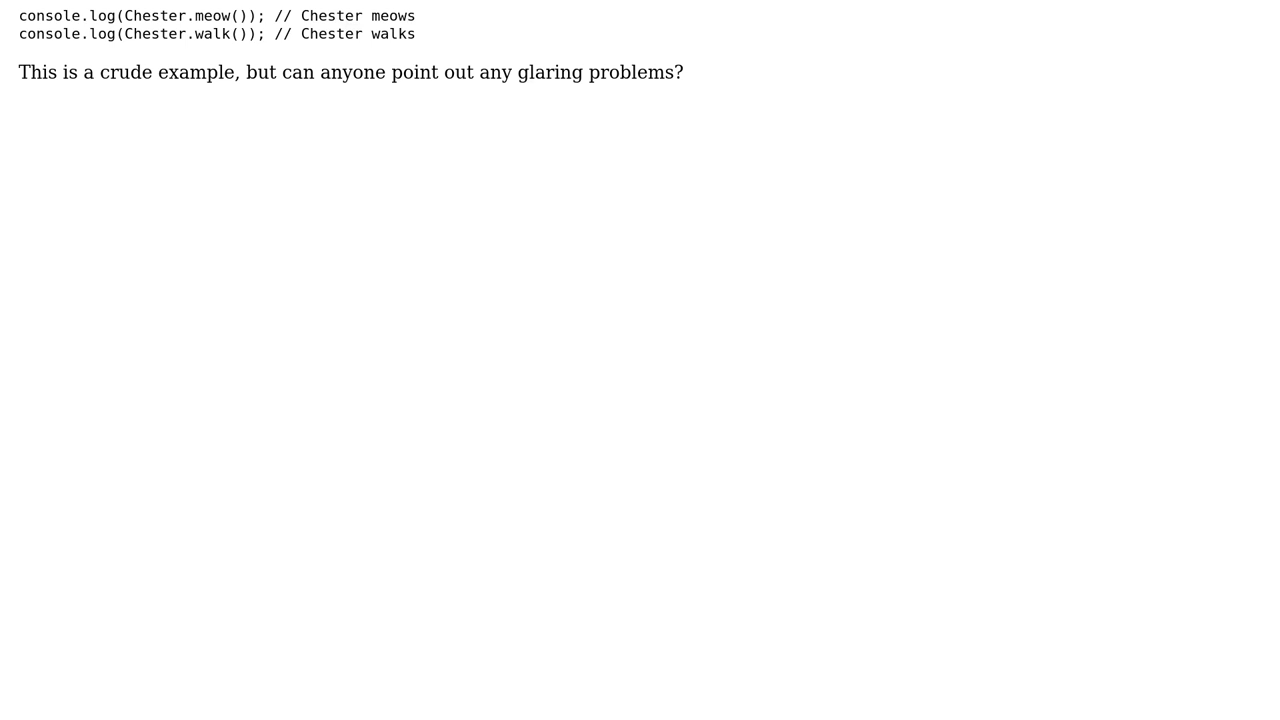 console.log(Chester.meow()); // Chester meows
console.log(Chester.walk()); // Chester walks
This is a crude example, but can anyone point out any glaring problems?